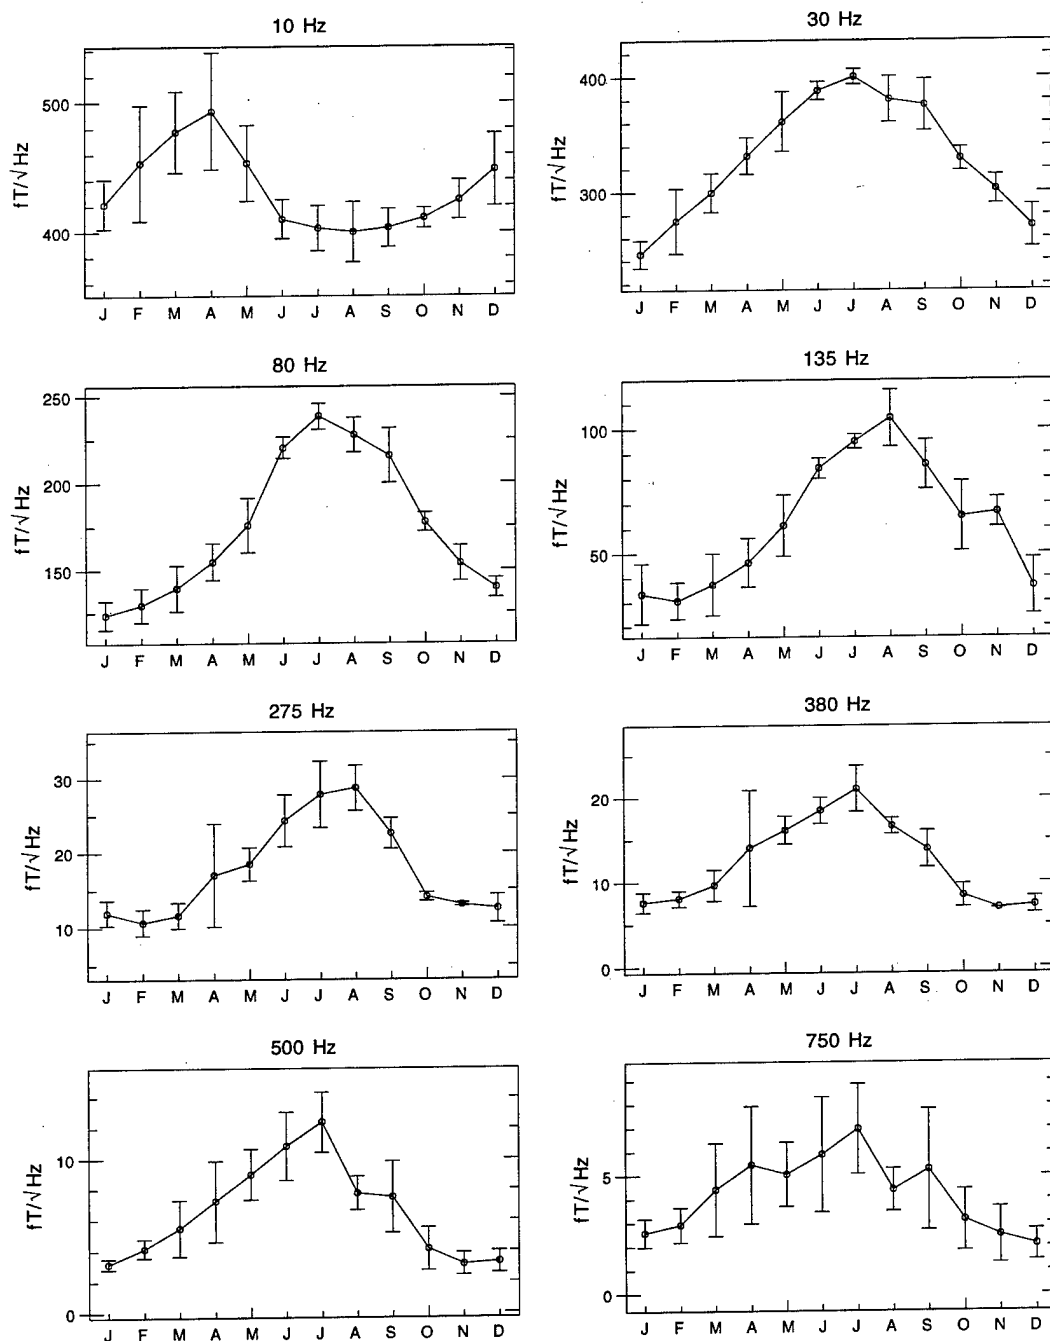 10 Hz
30 Hz
fT/√Hz
500
400
J F M A M J J A S O N D
fT/√Hz
400
300
J F M A M J J A S O N D
80 Hz
135 Hz
fT/√Hz
250
200
150
J F M A M J J A S O N D
fT/√Hz
100
50
J F M A M J J A S O N D
275 Hz
380 Hz
fT/√Hz
30
20
10
J F M A M J J A S O N D
fT/√Hz
20
10
0
J F M A M J J A S O N D
500 Hz
750 Hz
fT/√Hz
10
0
J F M A M J J A S O N D
fT/√Hz
5
0
J F M A M J J A S O N D